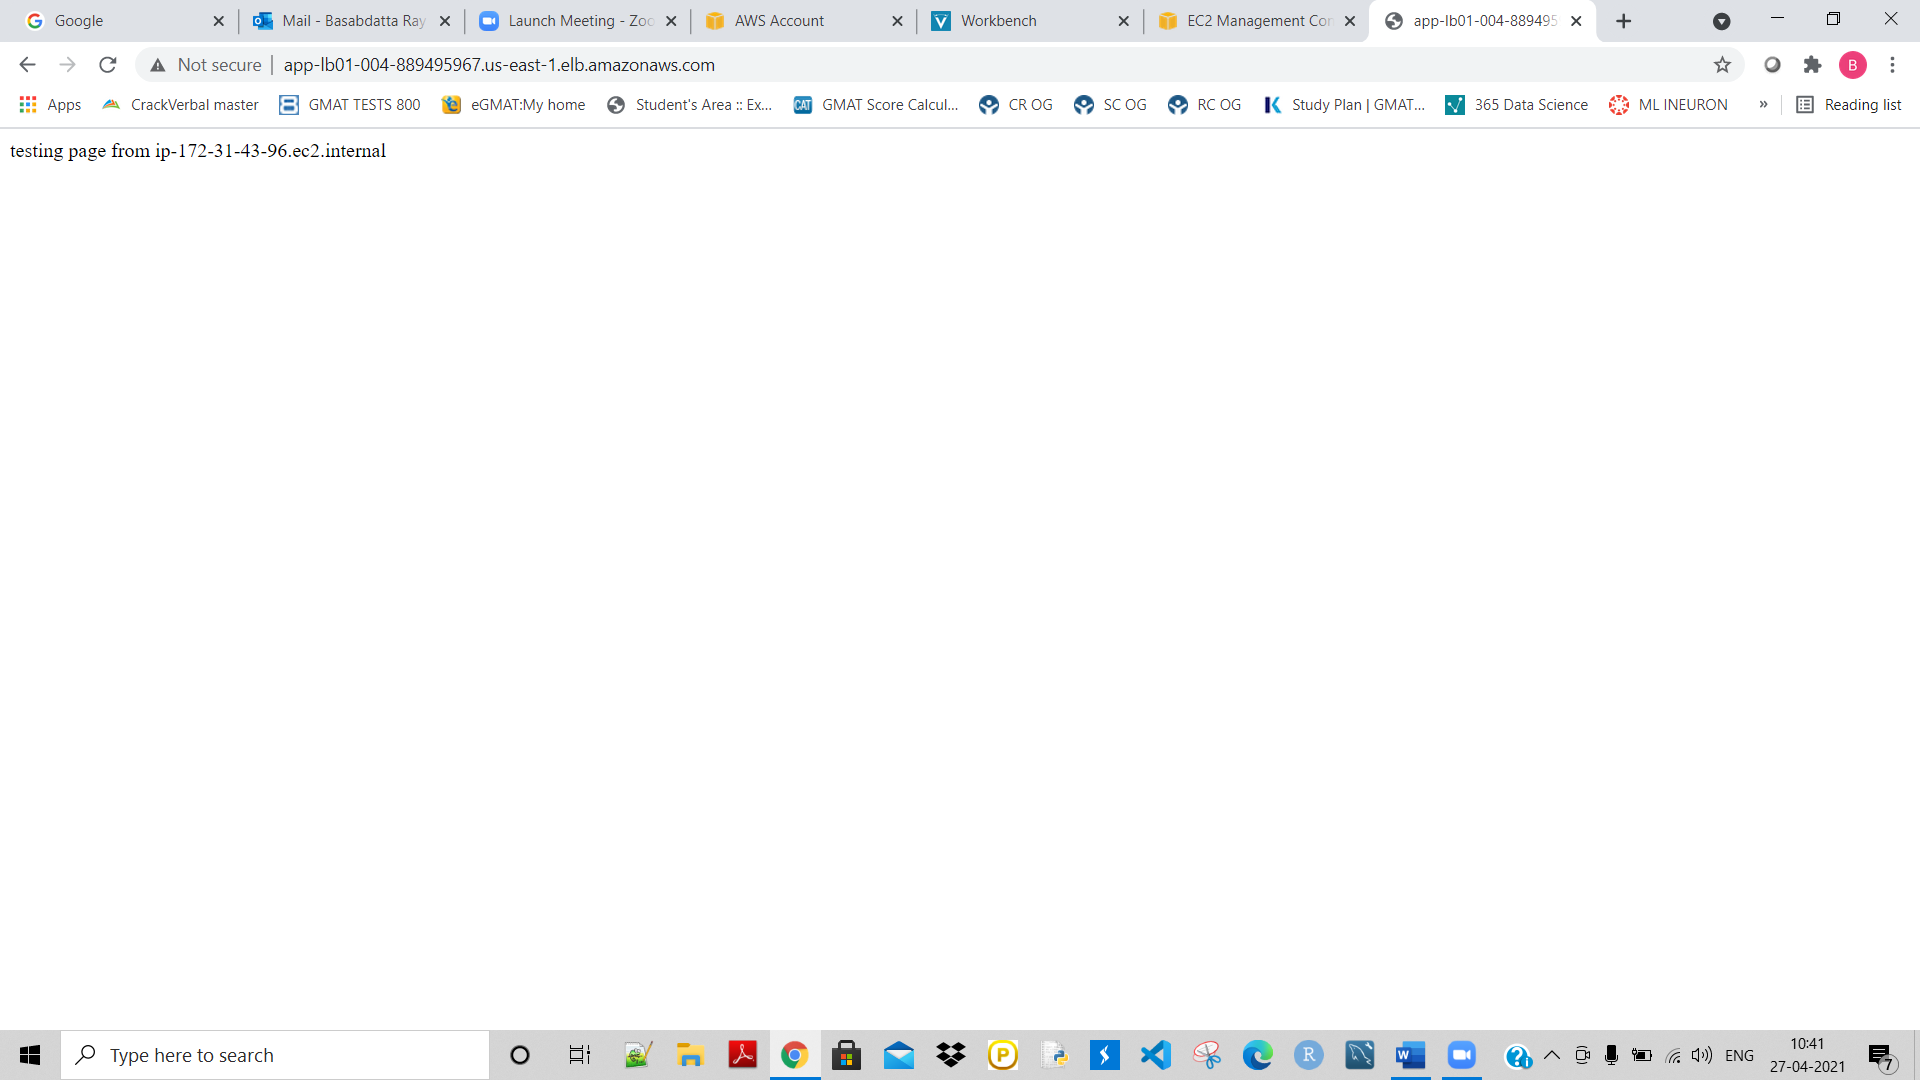 Google
Mail - Basabdatta Ray
Launch Meeting - Zoo
AWS Account
Workbench
EC2 Management Con
app-lb01-004-889495
Not secure
app-lb01-004-889495967.us-east-1.elb.amazonaws.com
B
Apps
CrackVerbal master
GMAT TESTS 800
eGMAT:My home
Student's Area :: Ex...
CAT
GMAT Score Calcul...
CR OG
SC OG
RC OG
Study Plan | GMAT...
365 Data Science
ML INEURON
»
Reading list
testing page from ip-172-31-43-96.ec2.internal
Type here to search
ENG
10:41
27-04-2021
7